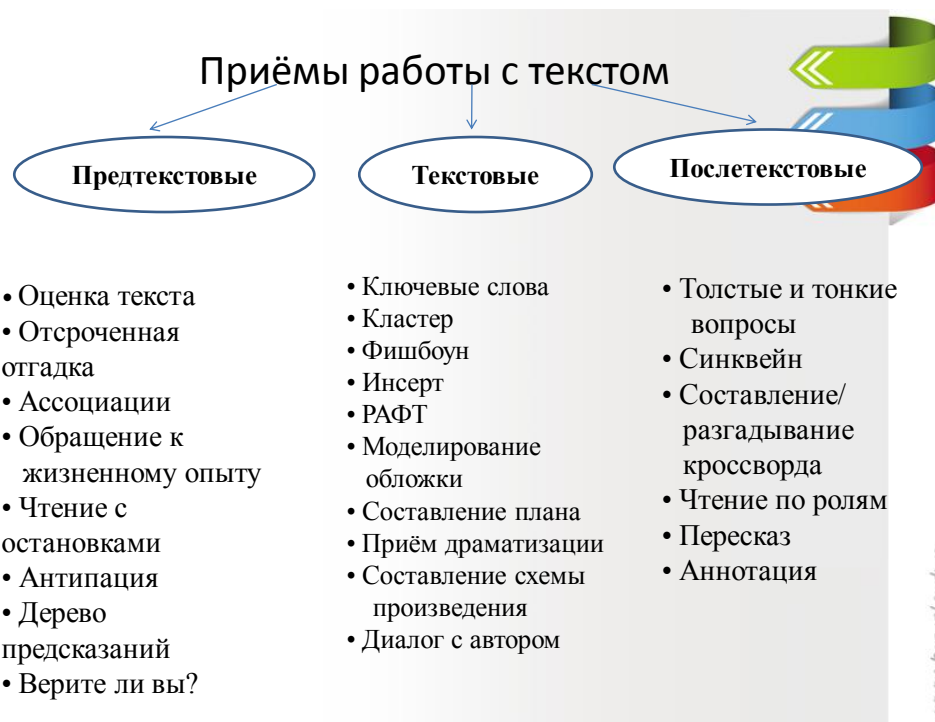 Приёмы работы с текстом
Предтекстовые
Текстовые
Послетекстовые
• Оценка текста
• Отсроченная
отгадка
• Ассоциации
• Обращение к
жизненному опыту
• Чтение с
остановками
• Антипация
• Дерево
предсказаний
• Верите ли вы?
• Ключевые слова
• Кластер
• Фишбоун
• Инсерт
• РАФТ
• Моделирование
обложки
• Составление плана
• Приём драматизации
• Составление схемы
произведения
• Диалог с автором
• Толстые и тонкие
вопросы
• Синквейн
• Составление/
разгадывание
кроссворда
• Чтение по ролям
• Пересказ
• Аннотация